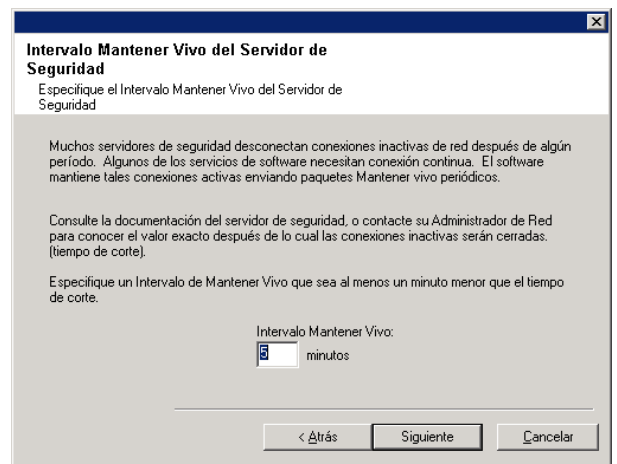 Intervalo Mantener Vivo del Servidor de
Seguridad
Especifique el Intervalo Mantener Vivo del Servidor de
Seguridad
Muchos servidores de seguridad desconectan conexiones inactivas de red después de algún
período. Algunos de los servicios de software necesitan conexión continua. El software
mantiene tales conexiones activas enviando paquetes Mantener vivo periódicos.
Consulte la documentación del servidor de seguridad, o contacte su Administrador de Red
para conocer el valor exacto después de lo cual las conexiones inactivas serán cerradas.
(tiempo de corte).
Especifique un Intervalo de Mantener Vivo que sea al menos un minuto menor que el tiempo
de corte.
Intervalo Mantener Vivo:
5 minutos
< Atrás Siguiente Cancelar